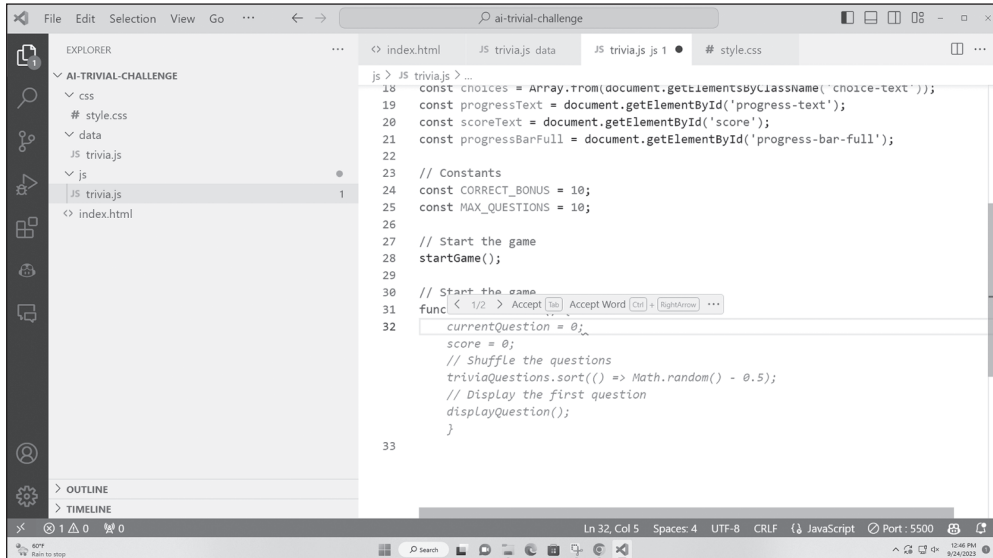 File Edit Selection View Go ··· ← → ai-trivial-challenge
EXPLORER ···
AI-TRIVIAL-CHALLENGE
css
# style.css
data
JS trivia.js
js
JS trivia.js 1
<> index.html
OUTLINE
TIMELINE
<> index.html JS trivia.js data JS trivia.js js 1 ● # style.css ···
js > JS trivia.js > ...
18 const choices = Array.from(document.getElementsByClassName('choice-text'));
19 const progressText = document.getElementById('progress-text');
20 const scoreText = document.getElementById('score');
21 const progressBarFull = document.getElementById('progress-bar-full');
22
23 // Constants
24 const CORRECT_BONUS = 10;
25 const MAX_QUESTIONS = 10;
26
27 // Start the game
28 startGame();
29
30 // Start the game
< 1/2 > Accept Tab Accept Word Ctrl + RightArrow ···
31 func
32 currentQuestion = 0;
score = 0;
// Shuffle the questions
triviaQuestions.sort(() => Math.random() - 0.5);
// Display the first question
displayQuestion();
}
33
1 0 0 Ln 32, Col 5 Spaces: 4 UTF-8 CRLF JavaScript Port : 5500
60°F
Rain to stop
Search
12:46 PM
9/24/2023